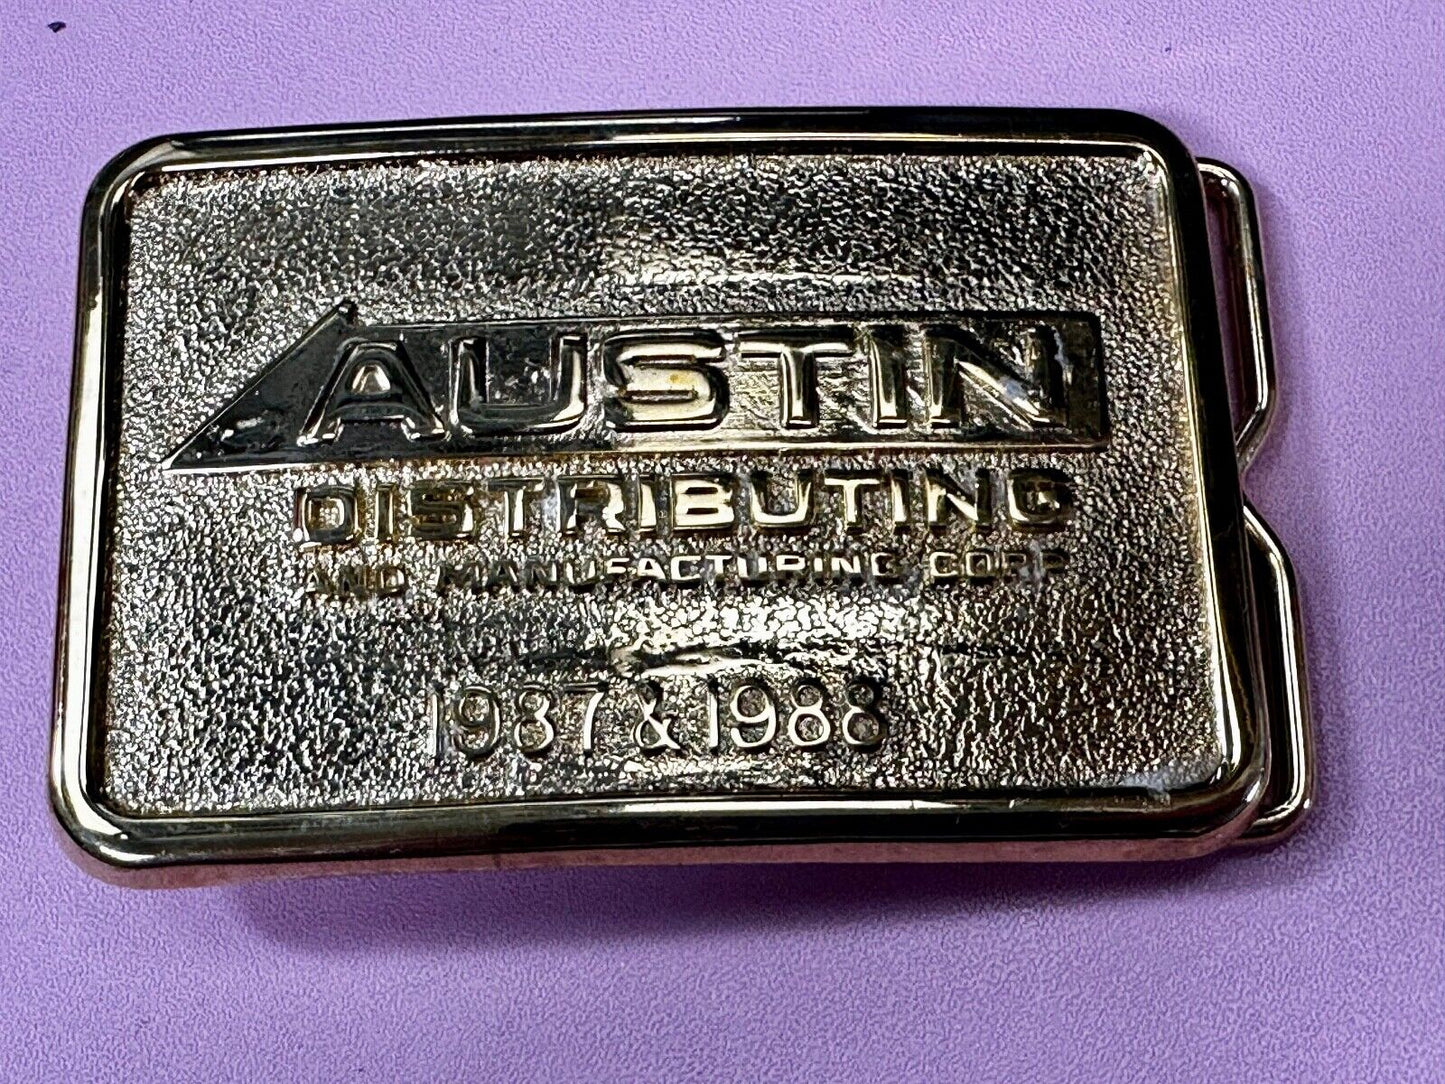 AUSTIN
DISTRIBUTING
AND MANUFACTURING CORP
1987 & 1988